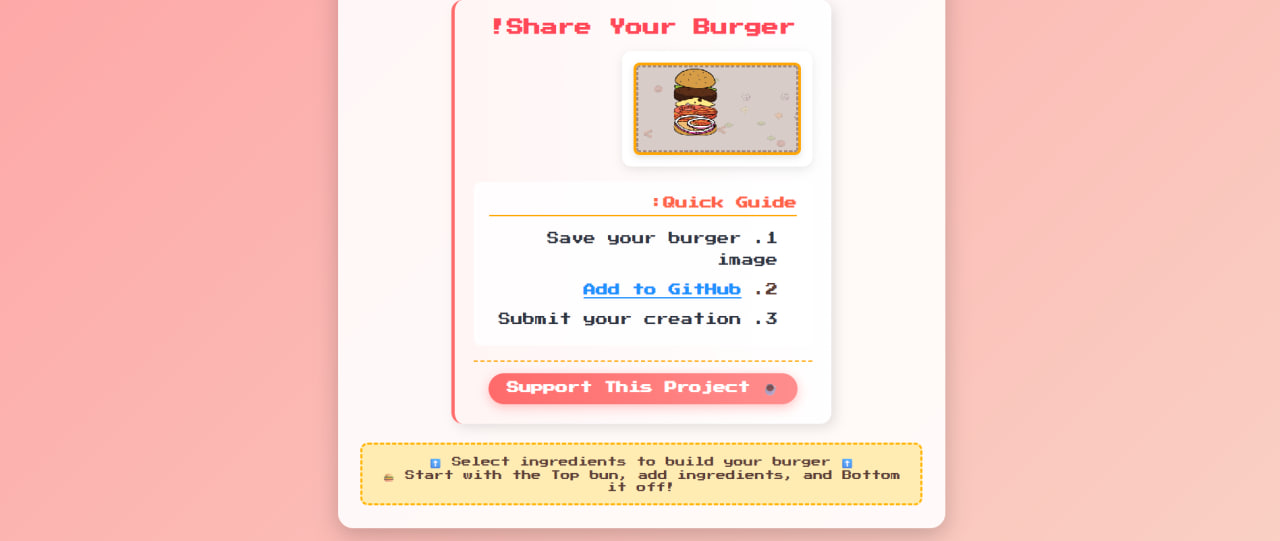 !Share Your Burger
:Quick Guide
.1 Save your burger
image
.2 Add to GitHub
.3 Submit your creation
Support This Project
⬆️ Select ingredients to build your burger ⬆️
🍔 Start with the Top bun, add ingredients, and Bottom
it off!